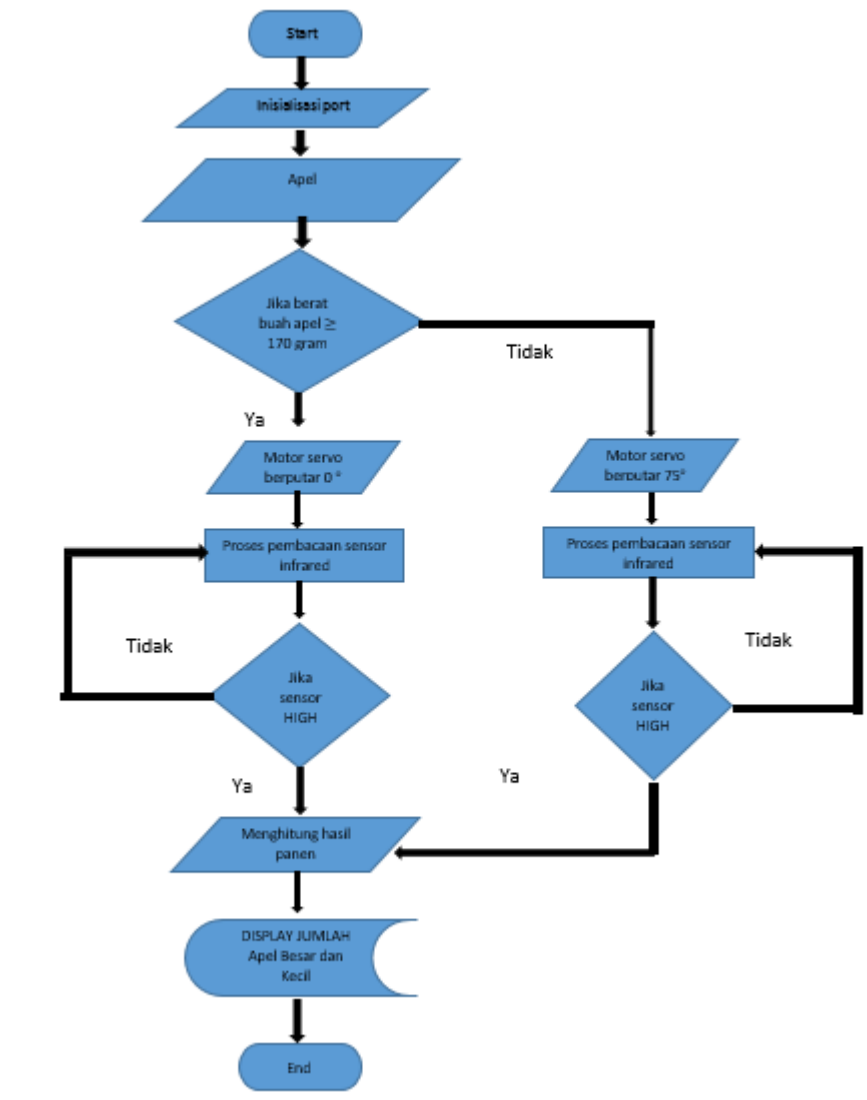 Start
Inisialisasi port
Apel
Jika berat
buah apel ≥
170 gram
Tidak
Ya
Motor servo
berputar 0 °
Motor servo
berputar 75°
Proses pembacaan sensor
infrared
Proses pembacaan sensor
infrared
Tidak
Tidak
Jika
sensor
HIGH
Jika
sensor
HIGH
Ya
Ya
Menghitung hasil
panen
DISPLAY JUMLAH
Apel Besar dan
Kecil
End